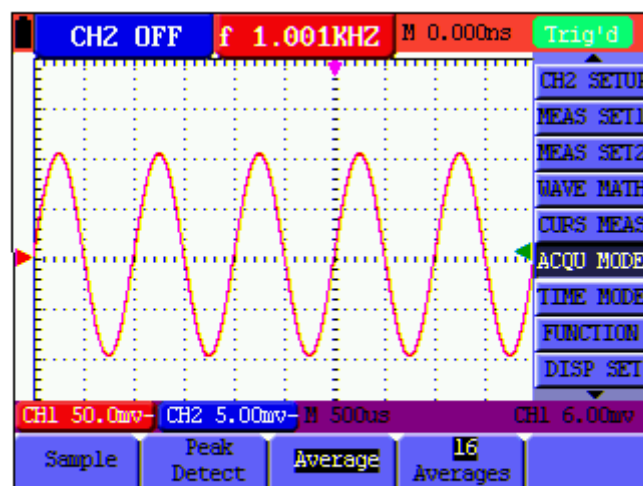 CH2 OFF f 1.001KHZ M 0.000ns Trig'd
CH2 SETUP
MEAS SET1
MEAS SET2
WAVE MATH
CURS MEAS
ACQU MODE
TIME MODE
FUNCTION
DISP SET
CH1 50.0mv- CH2 5.00mv- M 500us CH1 6.00mv
Sample Peak Detect Average 16 Averages